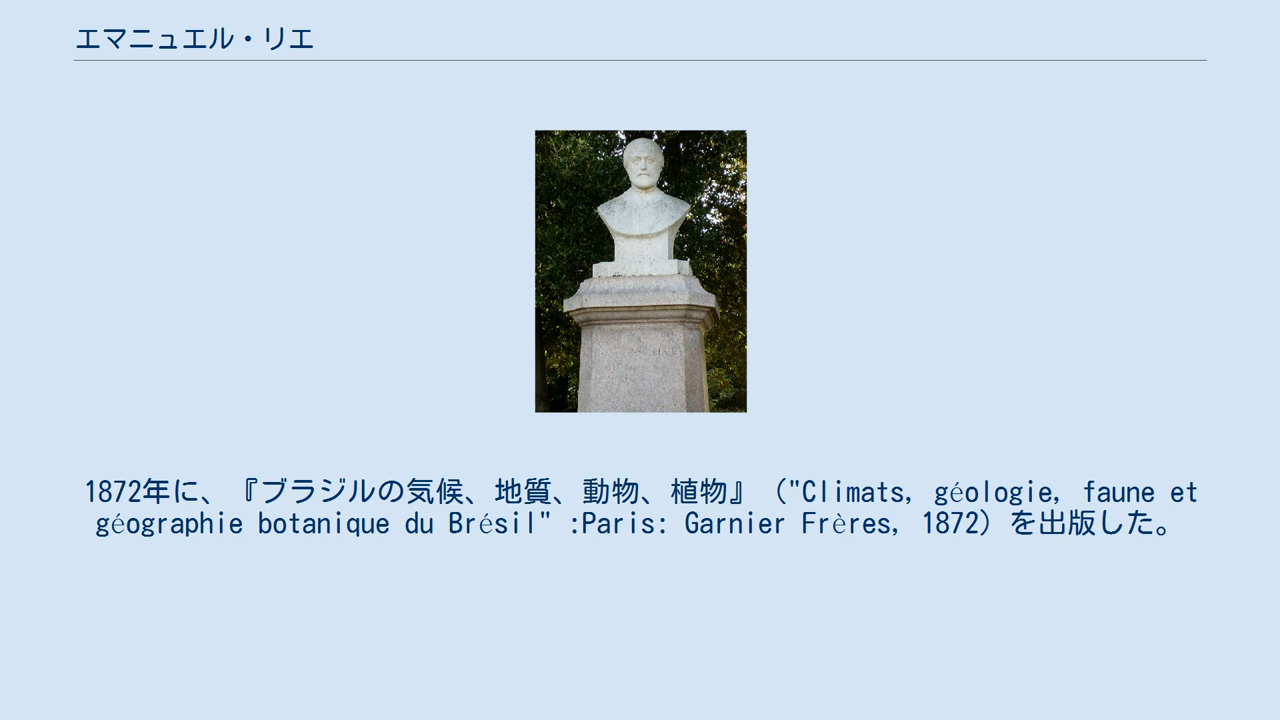 エマニュエル・リエ
1872年に、『ブラジルの気候、地質、動物、植物』（"Climats, géologie, faune et
géographie botanique du Brésil" :Paris: Garnier Frères, 1872）を出版した。